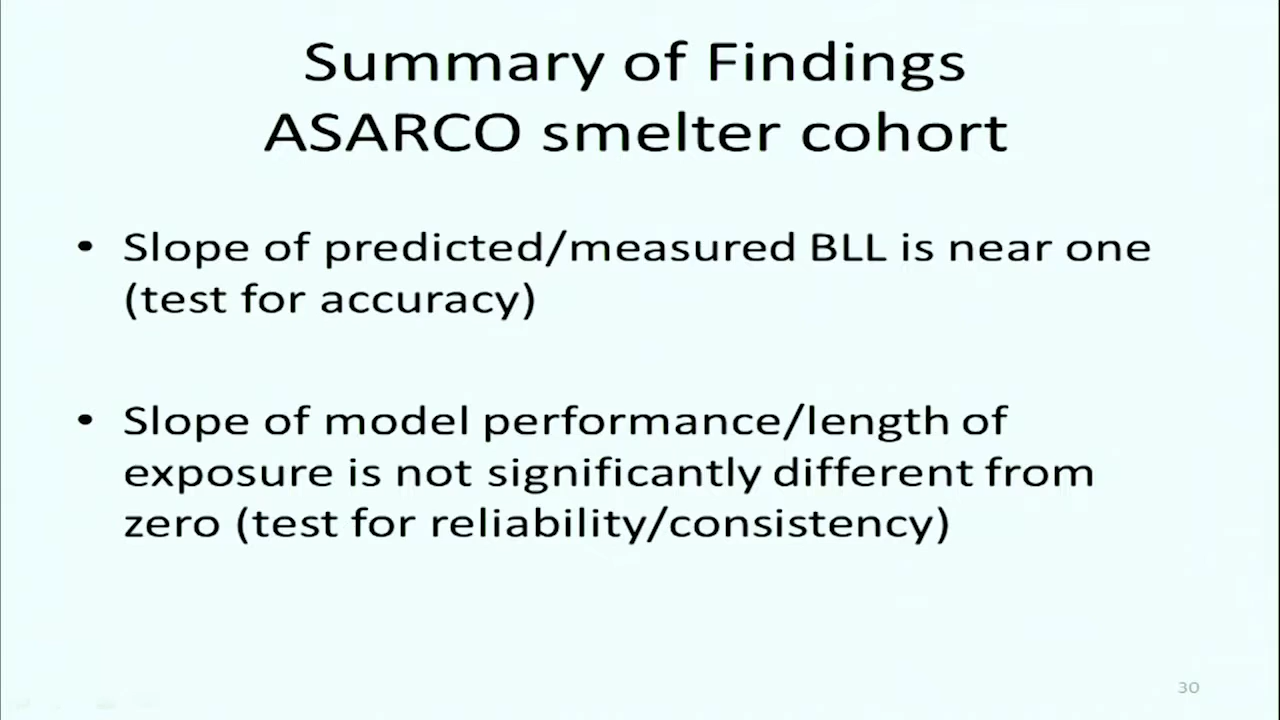 Summary of Findings
ASARCO smelter cohort
• Slope of predicted/measured BLL is near one
(test for accuracy)
• Slope of model performance/length of
exposure is not significantly different from
zero (test for reliability/consistency)
30